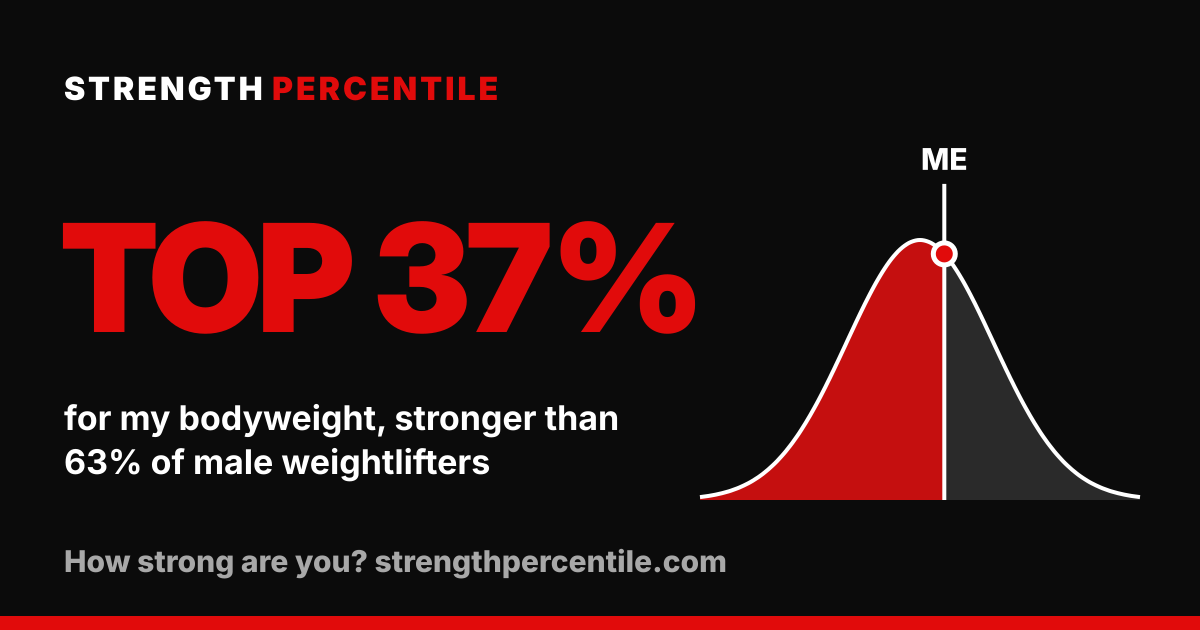 STRENGTH PERCENTILE
ME
TOP 37%
for my bodyweight, stronger than
63% of male weightlifters
How strong are you? strengthpercentile.com